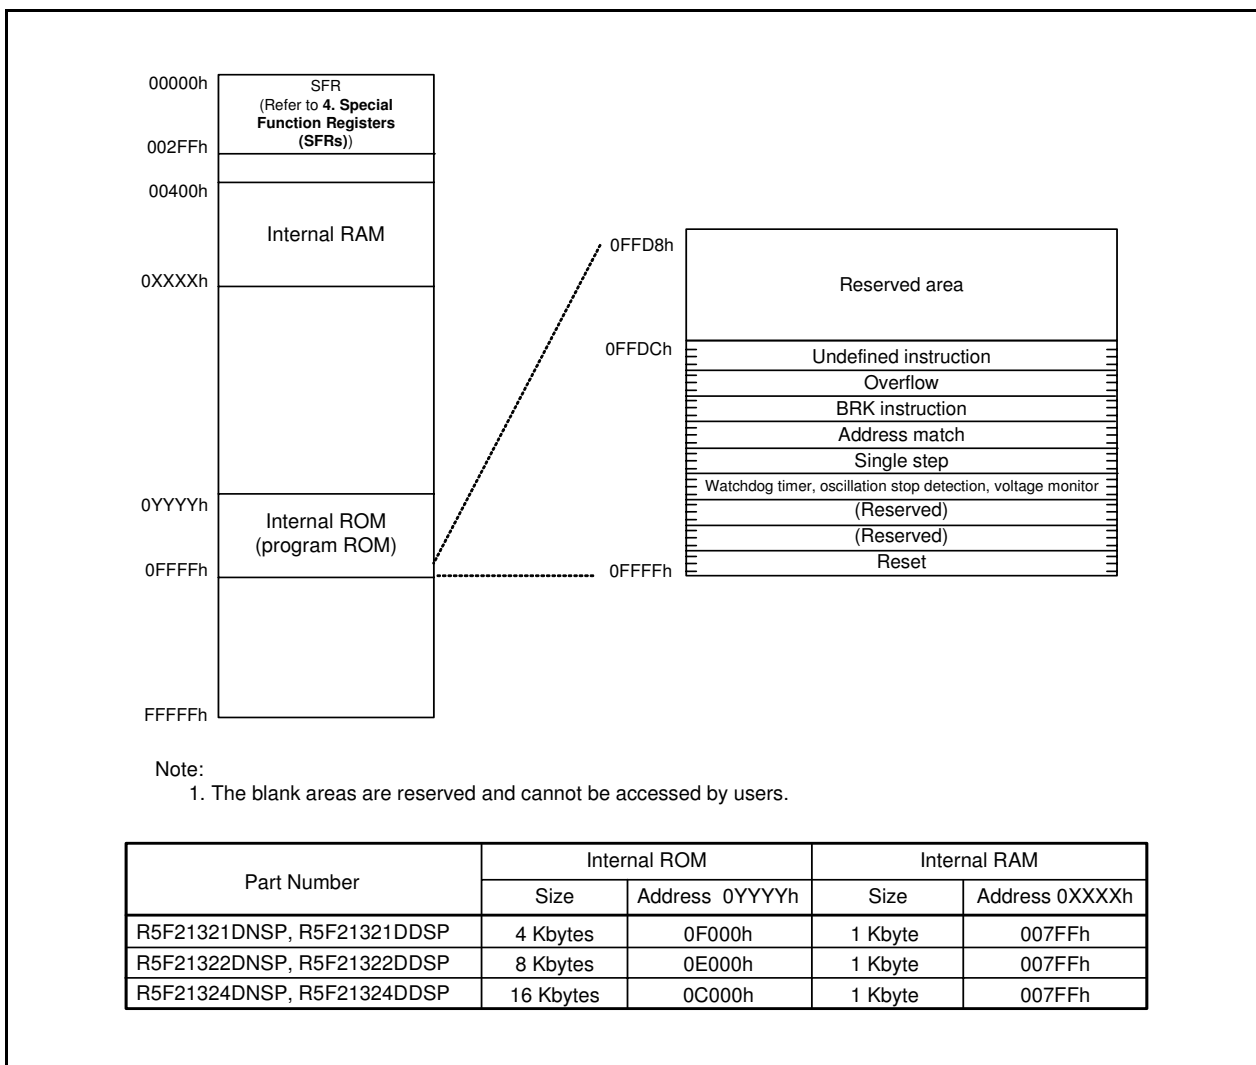 00000h
SFR
(Refer to 4. Special
Function Registers
(SFRs))
002FFh
00400h
Internal RAM
0XXXXh
0YYYYh
Internal ROM
(program ROM)
0FFFFh
FFFFFh
0FFD8h
Reserved area
0FFDCh
Undefined instruction
Overflow
BRK instruction
Address match
Single step
Watchdog timer, oscillation stop detection, voltage monitor
(Reserved)
(Reserved)
Reset
0FFFFh
Note:
1. The blank areas are reserved and cannot be accessed by users.
Part Number Internal ROM Internal RAM
Size Address 0YYYYh Size Address 0XXXXh
R5F21321DNSP, R5F21321DDSP 4 Kbytes 0F000h 1 Kbyte 007FFh
R5F21322DNSP, R5F21322DDSP 8 Kbytes 0E000h 1 Kbyte 007FFh
R5F21324DNSP, R5F21324DDSP 16 Kbytes 0C000h 1 Kbyte 007FFh